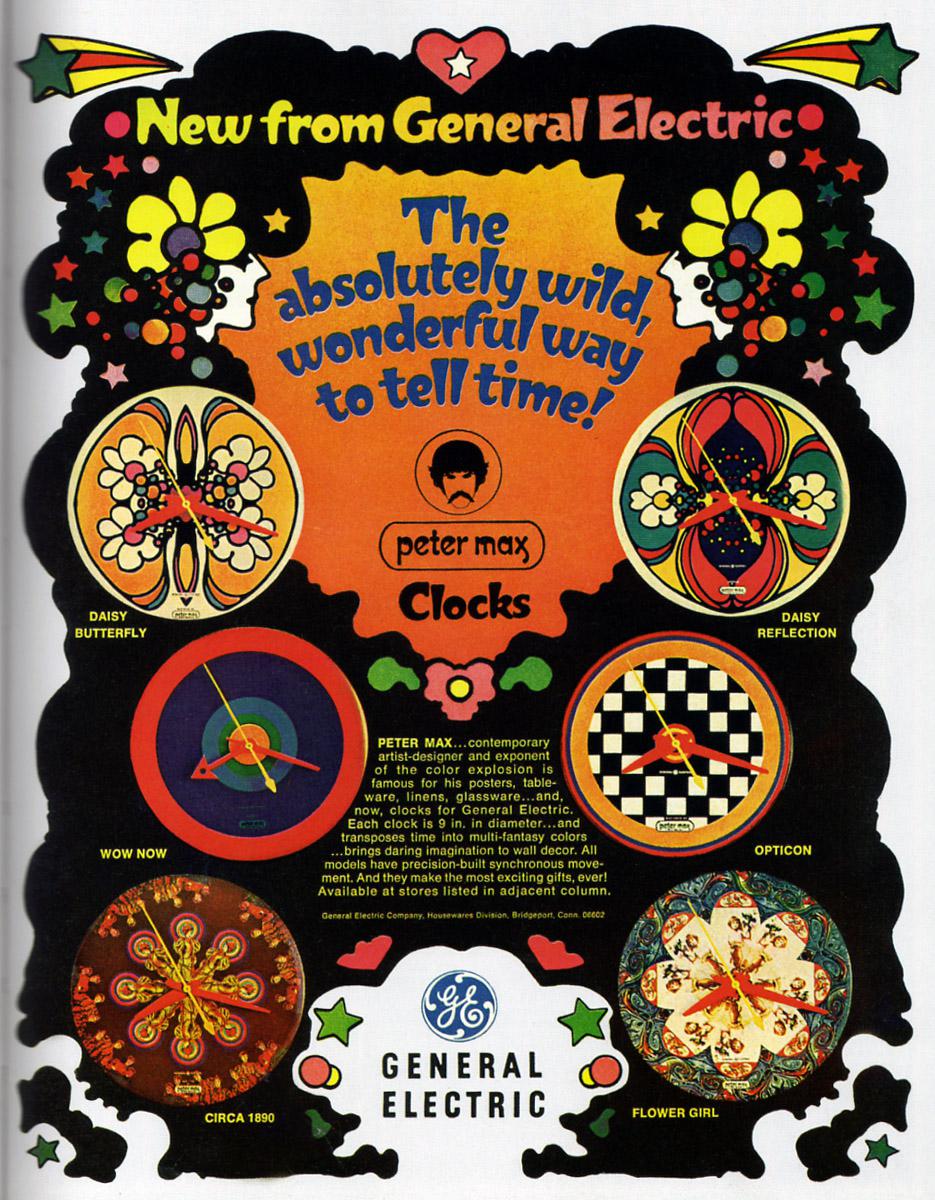 New from General Electric
The
absolutely wild,
wonderful way
to tell time!
peter max
Clocks
DAISY
BUTTERFLY
DAISY
REFLECTION
PETER MAX...contemporary
artist-designer and exponent
of the color explosion is
famous for his posters, table-
ware, linens, glassware...and,
now, clocks for General Electric.
Each clock is 9 in. in diameter...and
transposes time into multi-fantasy colors
...brings daring imagination to wall decor. All
models have precision-built synchronous move-
ment. And they make the most exciting gifts, ever!
Available at stores listed in adjacent column.
General Electric Company, Housewares Division, Bridgeport, Conn. 06602
WOW NOW
peter max
OPTICON
GE
GENERAL
ELECTRIC
CIRCA 1890
FLOWER GIRL